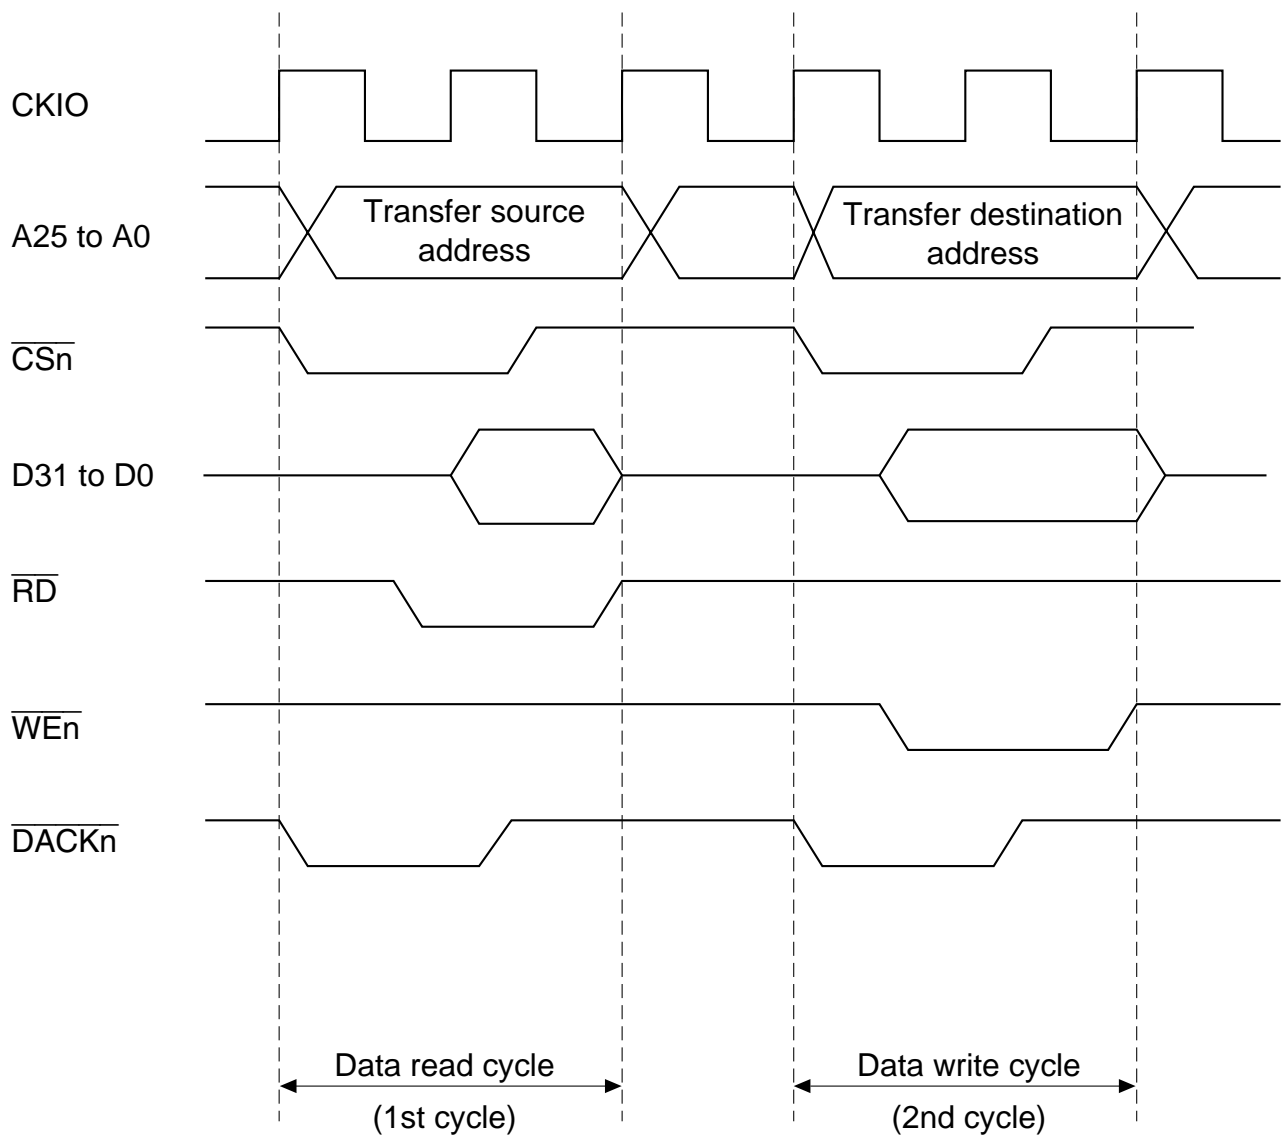 CKIO
A25 to A0
Transfer source
address
Transfer destination
address
CSn
D31 to D0
RD
WEn
DACKn
Data read cycle
(1st cycle)
Data write cycle
(2nd cycle)